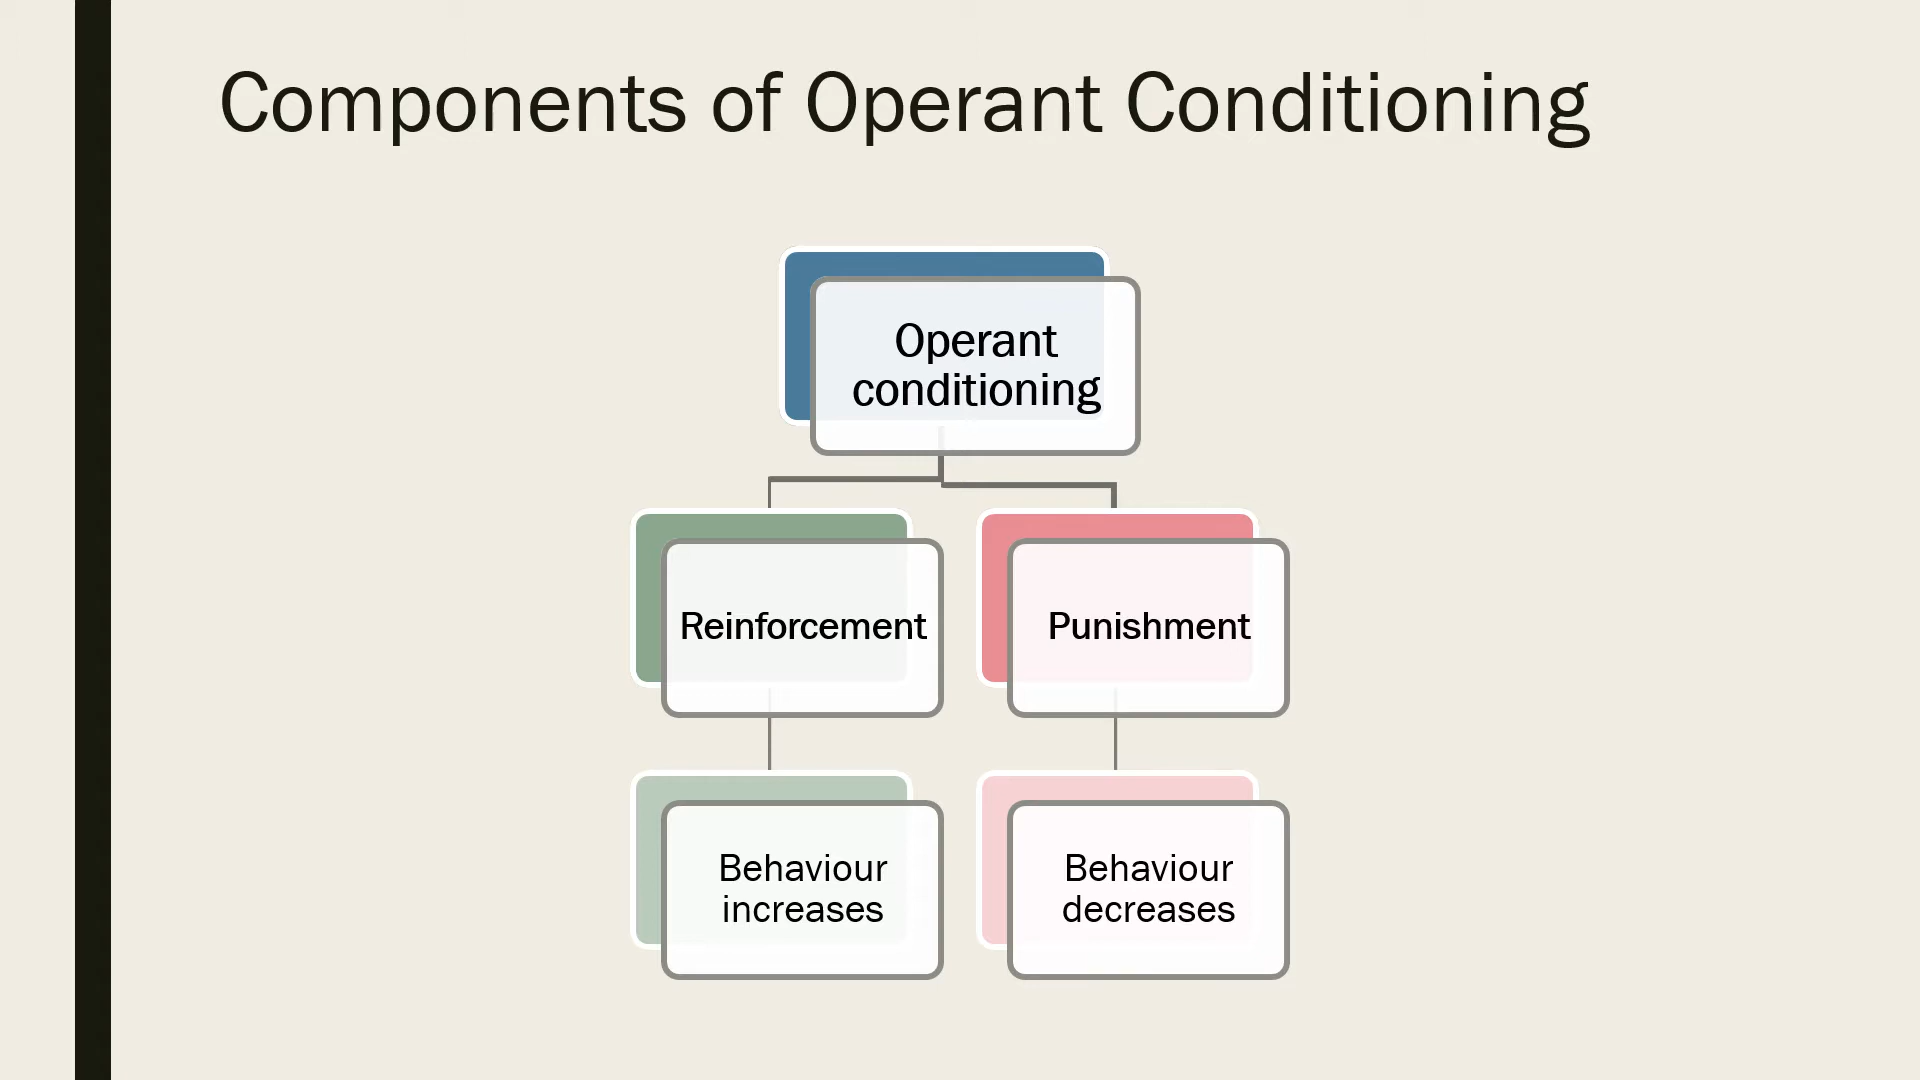 Components of Operant Conditioning
Operant
conditioning
Reinforcement
Punishment
Behaviour
increases
Behaviour
decreases